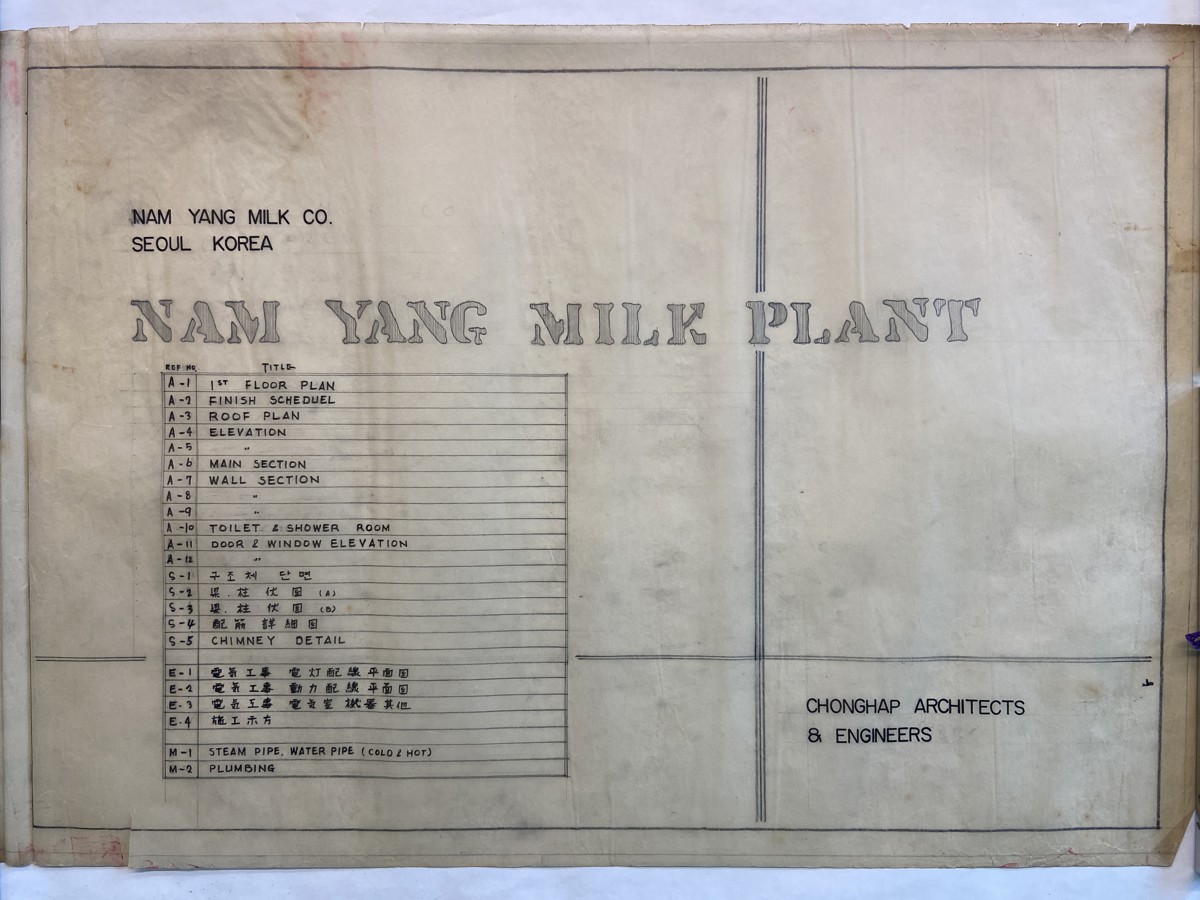 NAM YANG MILK CO.
SEOUL KOREA
NAM YANG MILK PLANT
REF NO. TITLE
A-1 1ST FLOOR PLAN
A-2 FINISH SCHEDUEL
A-3 ROOF PLAN
A-4 ELEVATION
A-5 〃
A-6 MAIN SECTION
A-7 WALL SECTION
A-8 〃
A-9 〃
A-10 TOILET & SHOWER ROOM
A-11 DOOR & WINDOW ELEVATION
A-12 〃
S-1 구조체 단면
S-2 梁.柱 伏図 (A)
S-3 梁.柱 伏図 (B)
S-4 配筋詳細図
S-5 CHIMNEY DETAIL
E-1 電気工事 電灯配線平面図
E-2 電気工事 動力配線平面図
E-3 電気工事 電気室 機器其他
E.4 施工示方
M-1 STEAM PIPE, WATER PIPE (COLD & HOT)
M-2 PLUMBING
CHONGHAP ARCHITECTS
& ENGINEERS